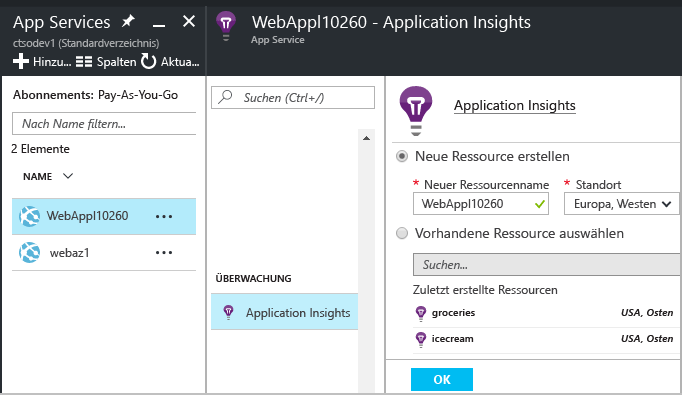 App Services
ctsodev1 (Standardverzeichnis)
Hinzu... Spalten Aktua...
Abonnements: Pay-As-You-Go
Nach Name filtern...
2 Elemente
NAME
WebAppl10260 ...
webaz1 ...
WebAppl10260 - Application Insights
App Service
Suchen (Ctrl+/)
ÜBERWACHUNG
Application Insights
Application Insights
Neue Ressource erstellen
* Neuer Ressourcenname * Standort
WebAppl10260 Europa, Westen
Vorhandene Ressource auswählen
Suchen...
Zuletzt erstellte Ressourcen
groceries USA, Osten
icecream USA, Osten
OK